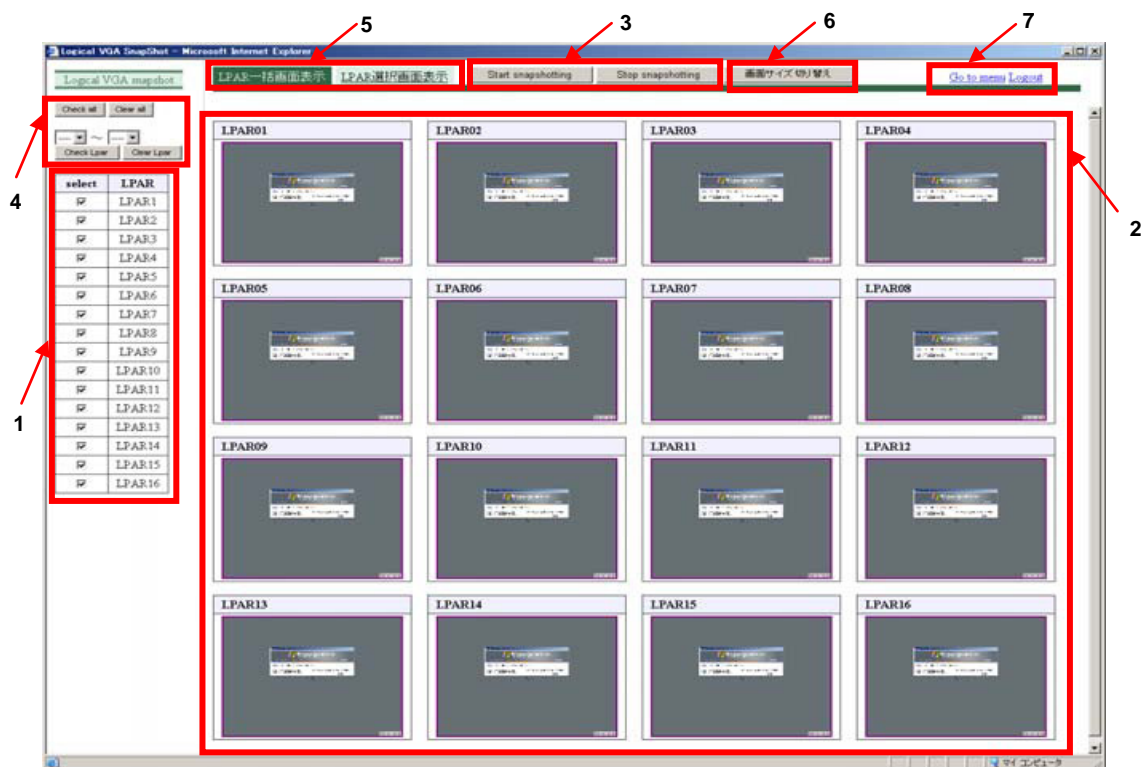 5
3
6
7
Logical VGA SnapShot - Microsoft Internet Explorer
Logical VGA snapshot
LPAR一括画面表示 LPAR選択画面表示 Start snapshotting Stop snapshotting 画面サイズ切り替え Go to menu Logout
Check all Clear all
--- ～ ---
Check Lpar Clear Lpar
4
2
1
select LPAR
LPAR1
LPAR2
LPAR3
LPAR4
LPAR5
LPAR6
LPAR7
LPAR8
LPAR9
LPAR10
LPAR11
LPAR12
LPAR13
LPAR14
LPAR15
LPAR16
LPAR01 LPAR02 LPAR03 LPAR04
LPAR05 LPAR06 LPAR07 LPAR08
LPAR09 LPAR10 LPAR11 LPAR12
LPAR13 LPAR14 LPAR15 LPAR16
マイ コンピュータ